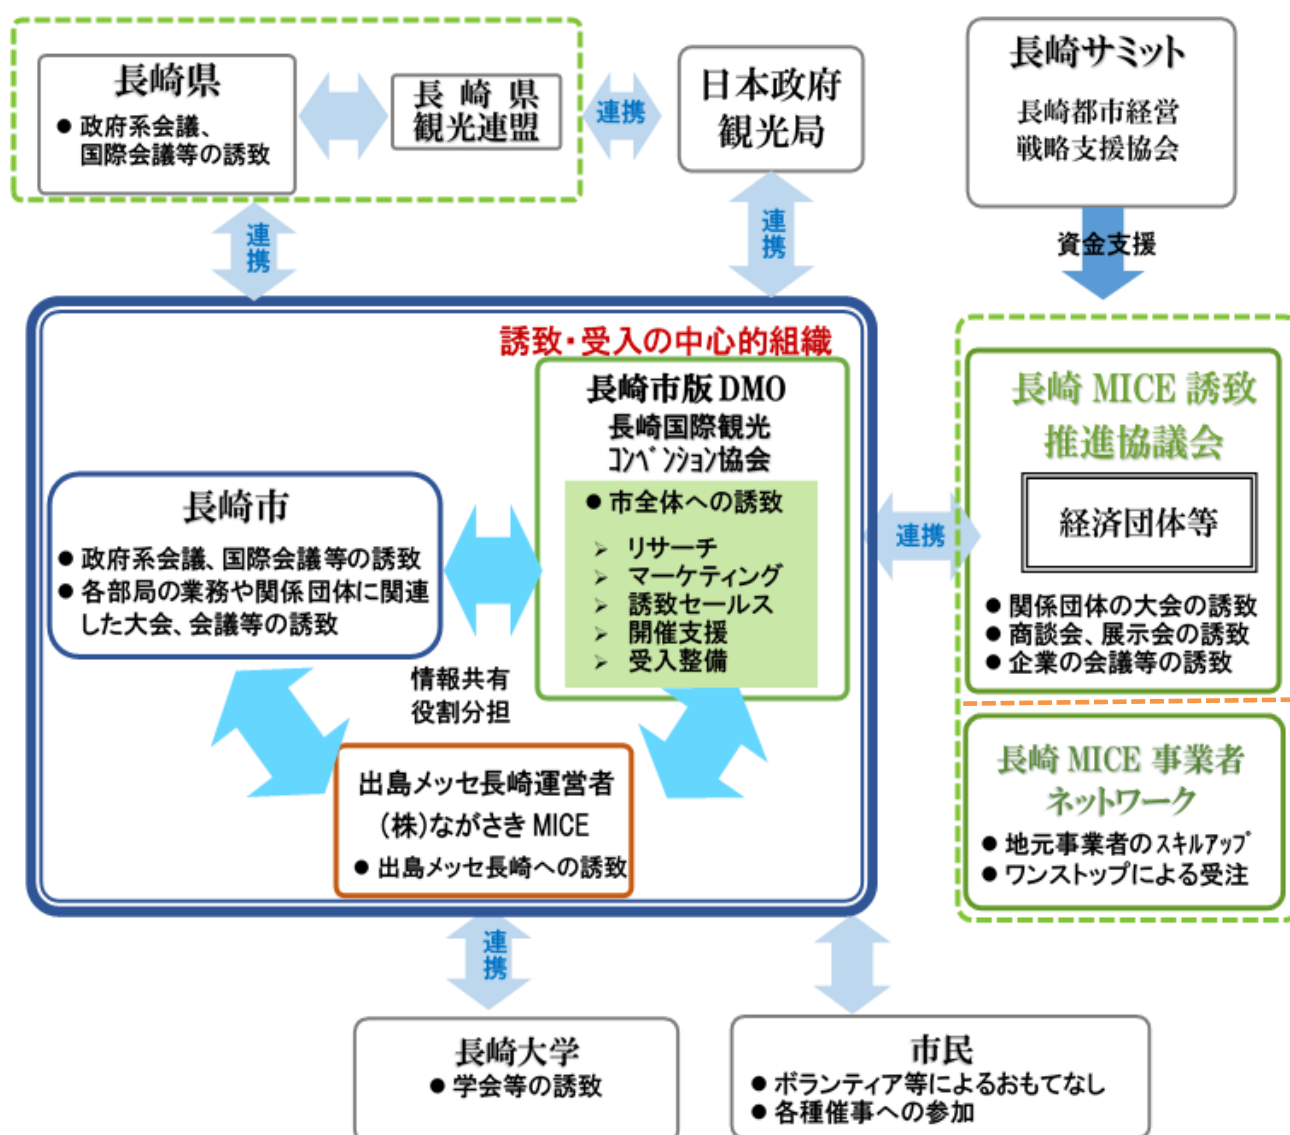 長崎県
● 政府系会議、
国際会議等の誘致
長崎県
観光連盟
連携
日本政府
観光局
長崎サミット
長崎都市経営
戦略支援協会
連携
連携
資金支援
誘致・受入の中心的組織
長崎市版 DMO
長崎国際観光
ｺﾝﾍﾞﾝｼｮﾝ協会
● 市全体への誘致
➢ リサーチ
➢ マーケティング
➢ 誘致セールス
➢ 開催支援
➢ 受入整備
長崎市
● 政府系会議、国際会議等の誘致
● 各部局の業務や関係団体に関連
した大会、会議等の誘致
情報共有
役割分担
出島メッセ長崎運営者
（株）ながさき MICE
● 出島メッセ長崎への誘致
連携
長崎 MICE 誘致
推進協議会
経済団体等
● 関係団体の大会の誘致
● 商談会、展示会の誘致
● 企業の会議等の誘致
長崎 MICE 事業者
ネットワーク
● 地元事業者のｽｷﾙｱｯﾌﾟ
● ワンストップによる受注
連携
長崎大学
● 学会等の誘致
市民
● ボランティア等によるおもてなし
● 各種催事への参加